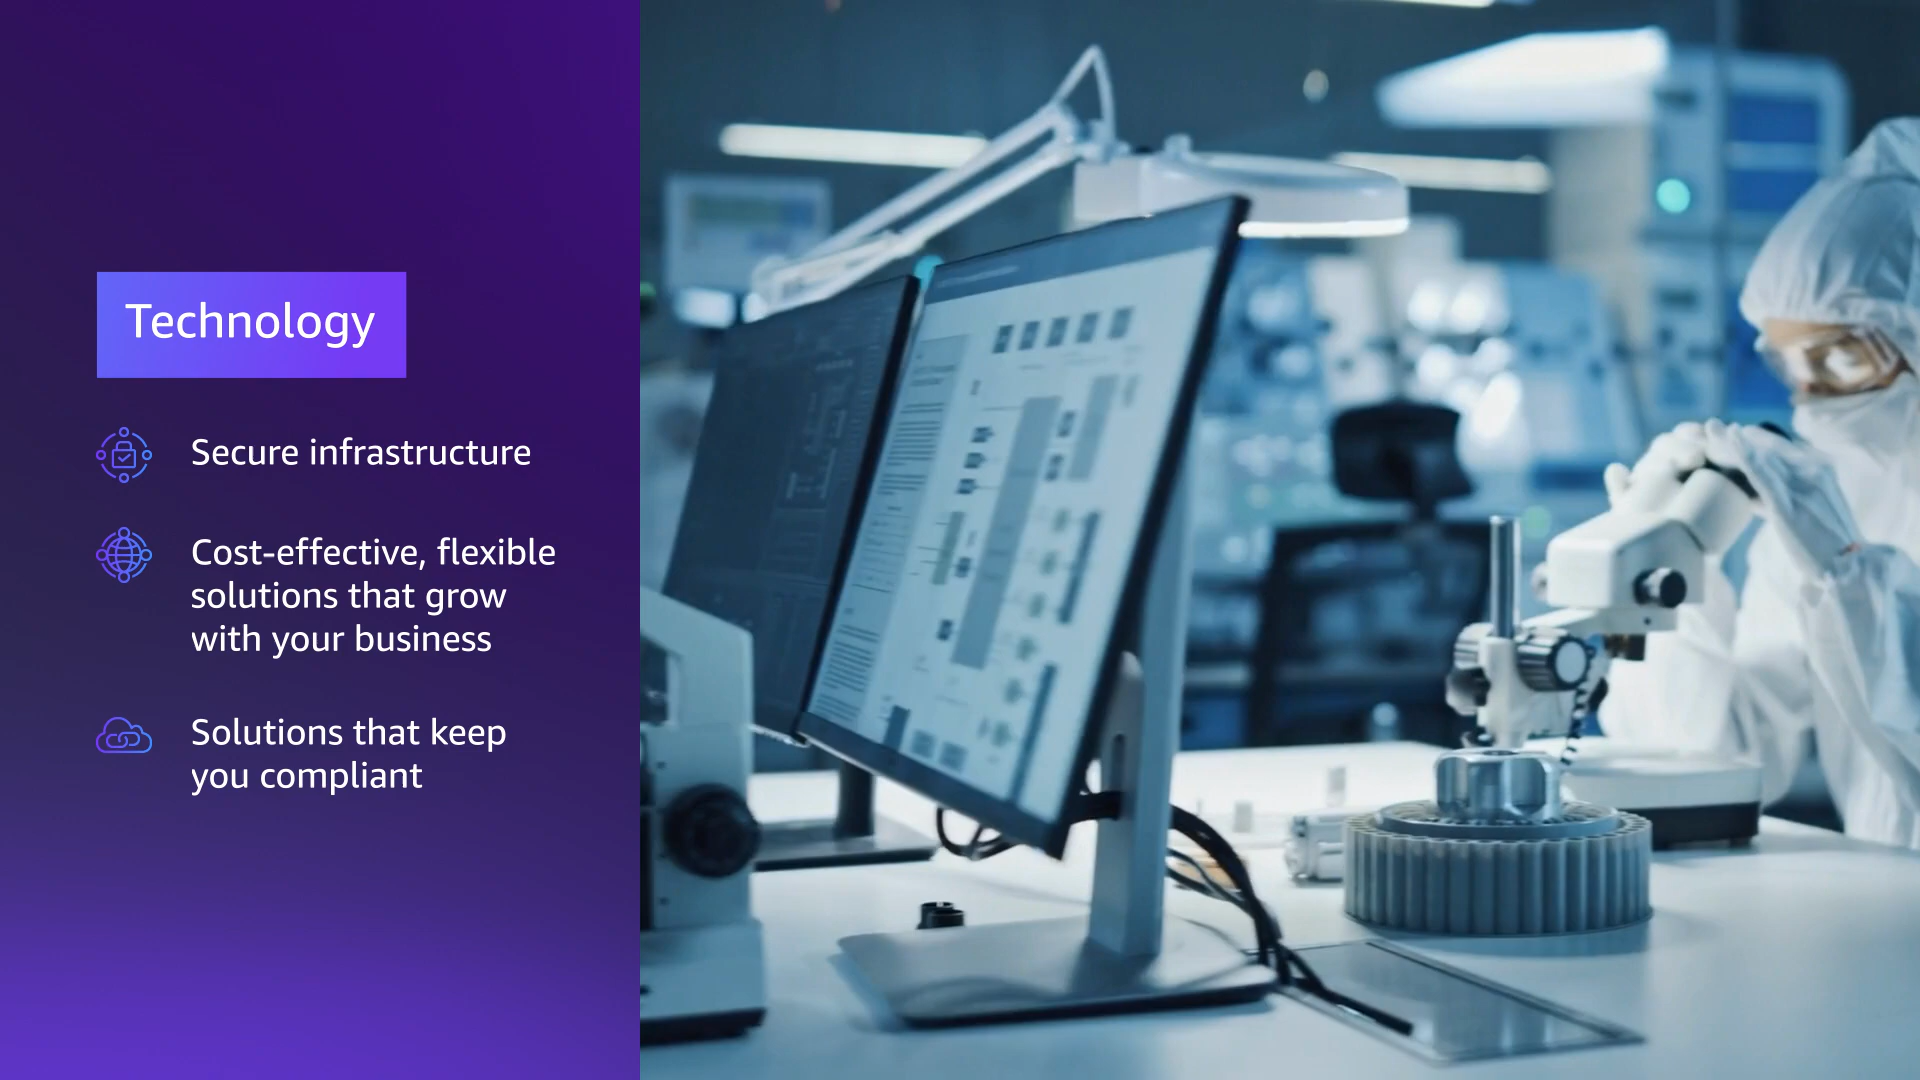 Technology
Secure infrastructure
Cost-effective, flexible
solutions that grow
with your business
Solutions that keep
you compliant